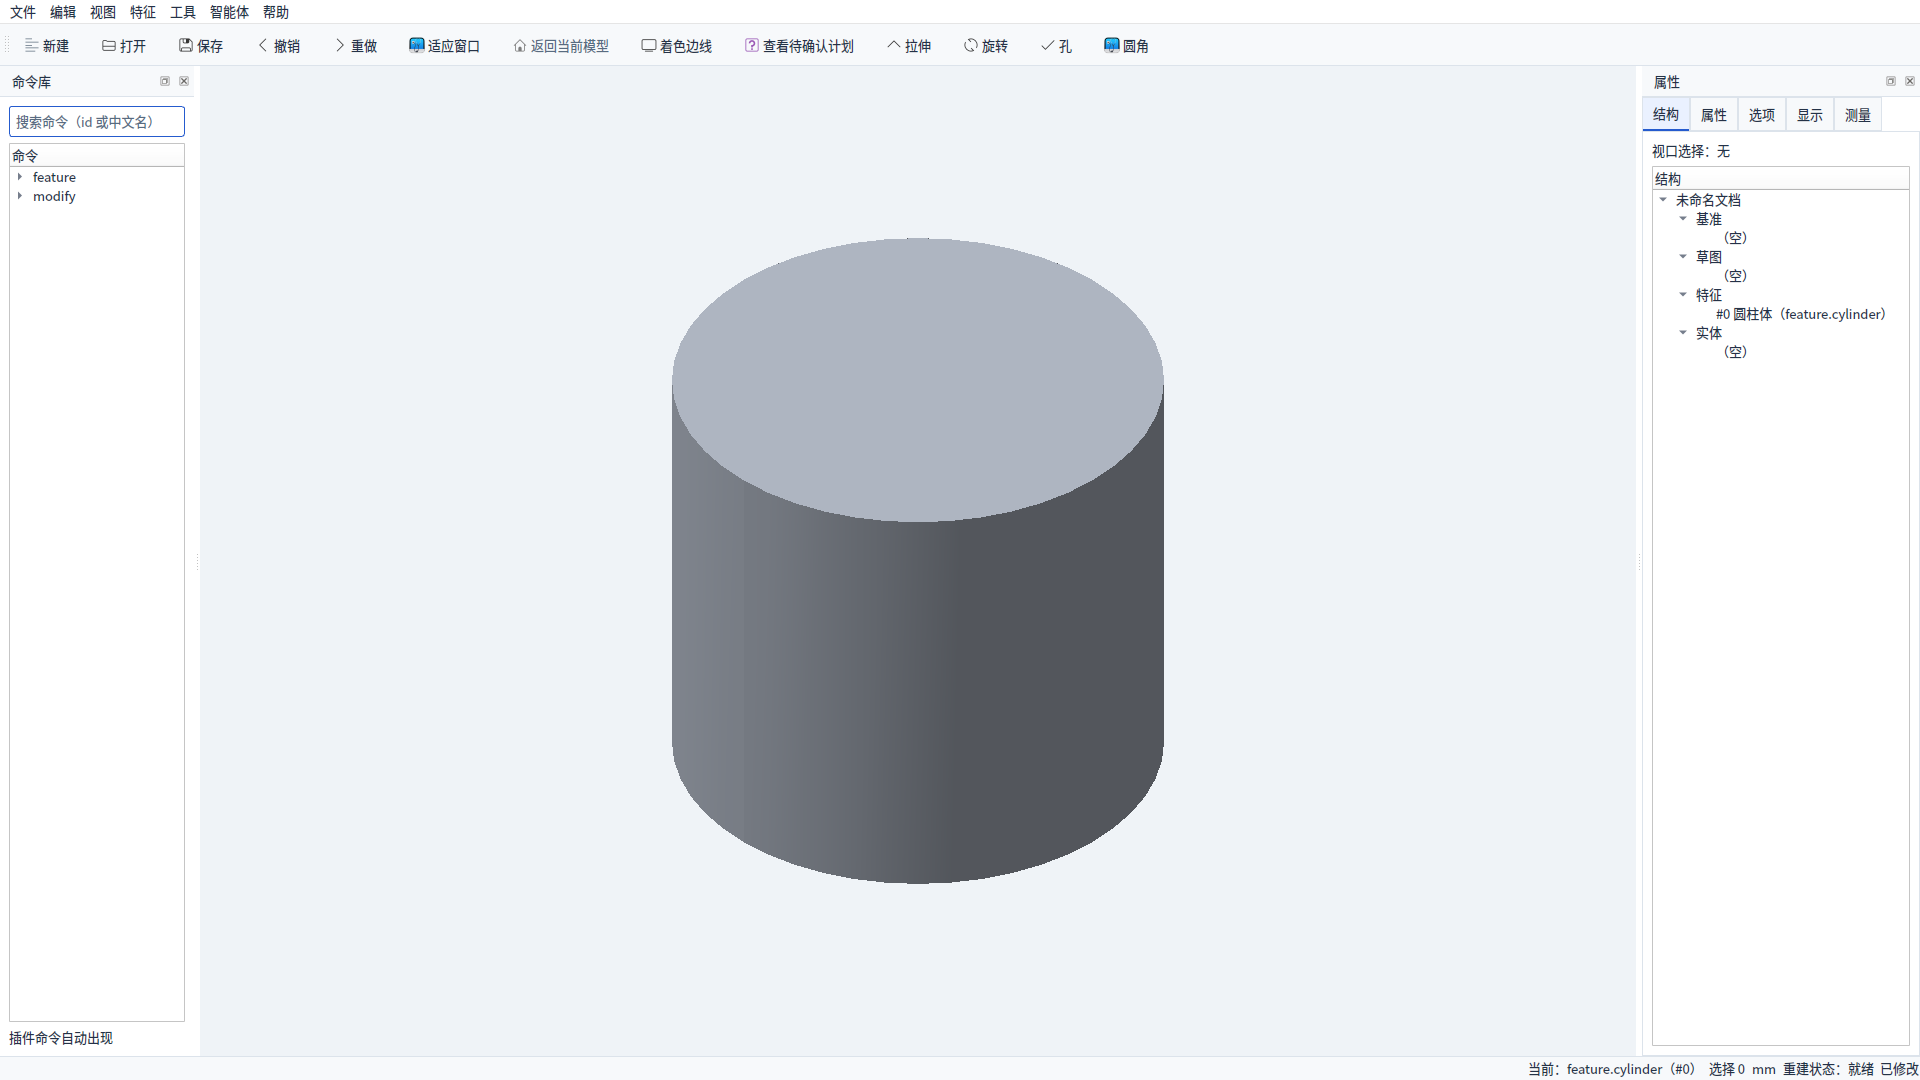 文件 编辑 视图 特征 工具 智能体 帮助
新建 打开 保存 撤销 重做 适应窗口 返回当前模型 着色边线 查看待确认计划 拉伸 旋转 孔 圆角
命令库
搜索命令（id 或中文名）
命令
feature
modify
插件命令自动出现
属性
结构 属性 选项 显示 测量
视口选择：无
结构
未命名文档
基准
（空）
草图
（空）
特征
#0 圆柱体（feature.cylinder）
实体
（空）
当前：feature.cylinder（#0） 选择 0 mm 重建状态：就绪 已修改